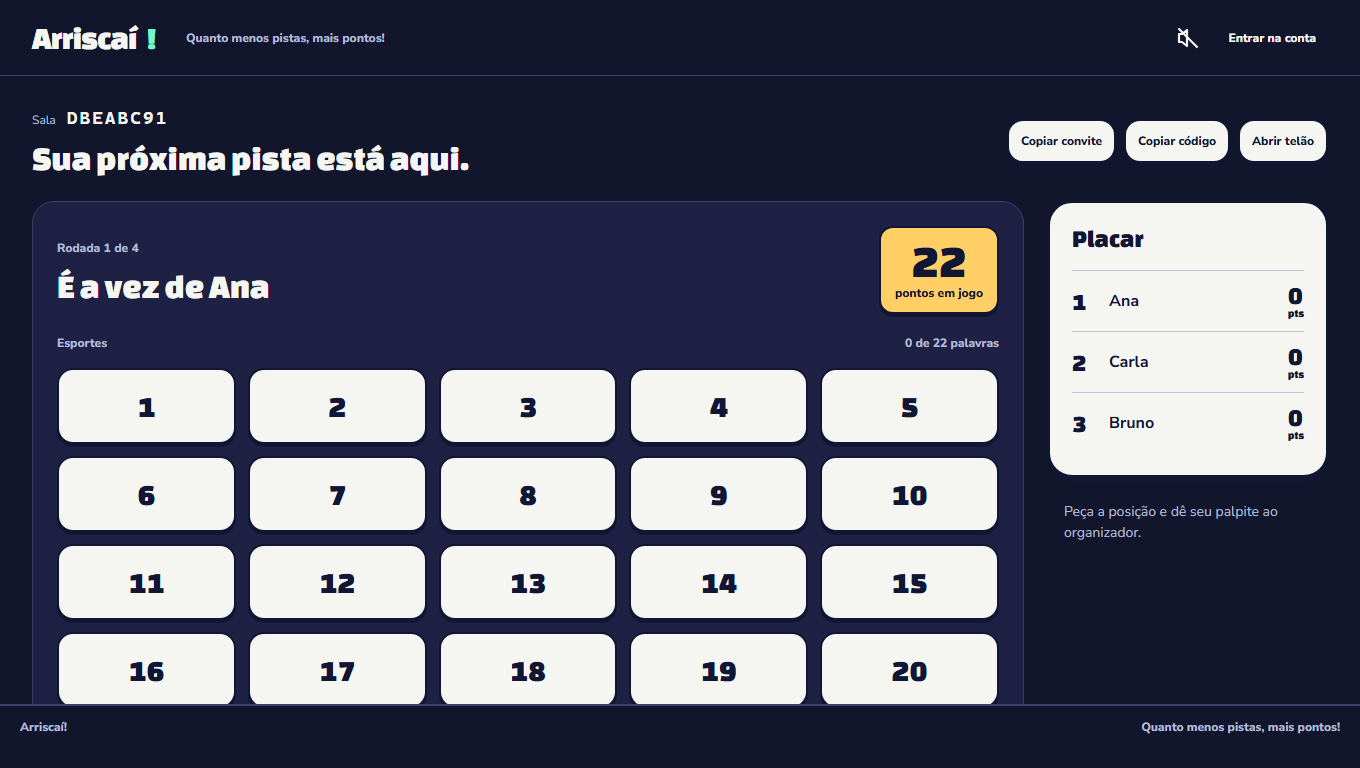 Arriscaí !
Quanto menos pistas, mais pontos!
Entrar na conta
Sala DBEABC91
Sua próxima pista está aqui.
Copiar convite
Copiar código
Abrir telão
Rodada 1 de 4
É a vez de Ana
22
pontos em jogo
Esportes
0 de 22 palavras
1 2 3 4 5
6 7 8 9 10
11 12 13 14 15
16 17 18 19 20
Placar
1 Ana 0 pts
2 Carla 0 pts
3 Bruno 0 pts
Peça a posição e dê seu palpite ao
organizador.
Arriscaí!
Quanto menos pistas, mais pontos!